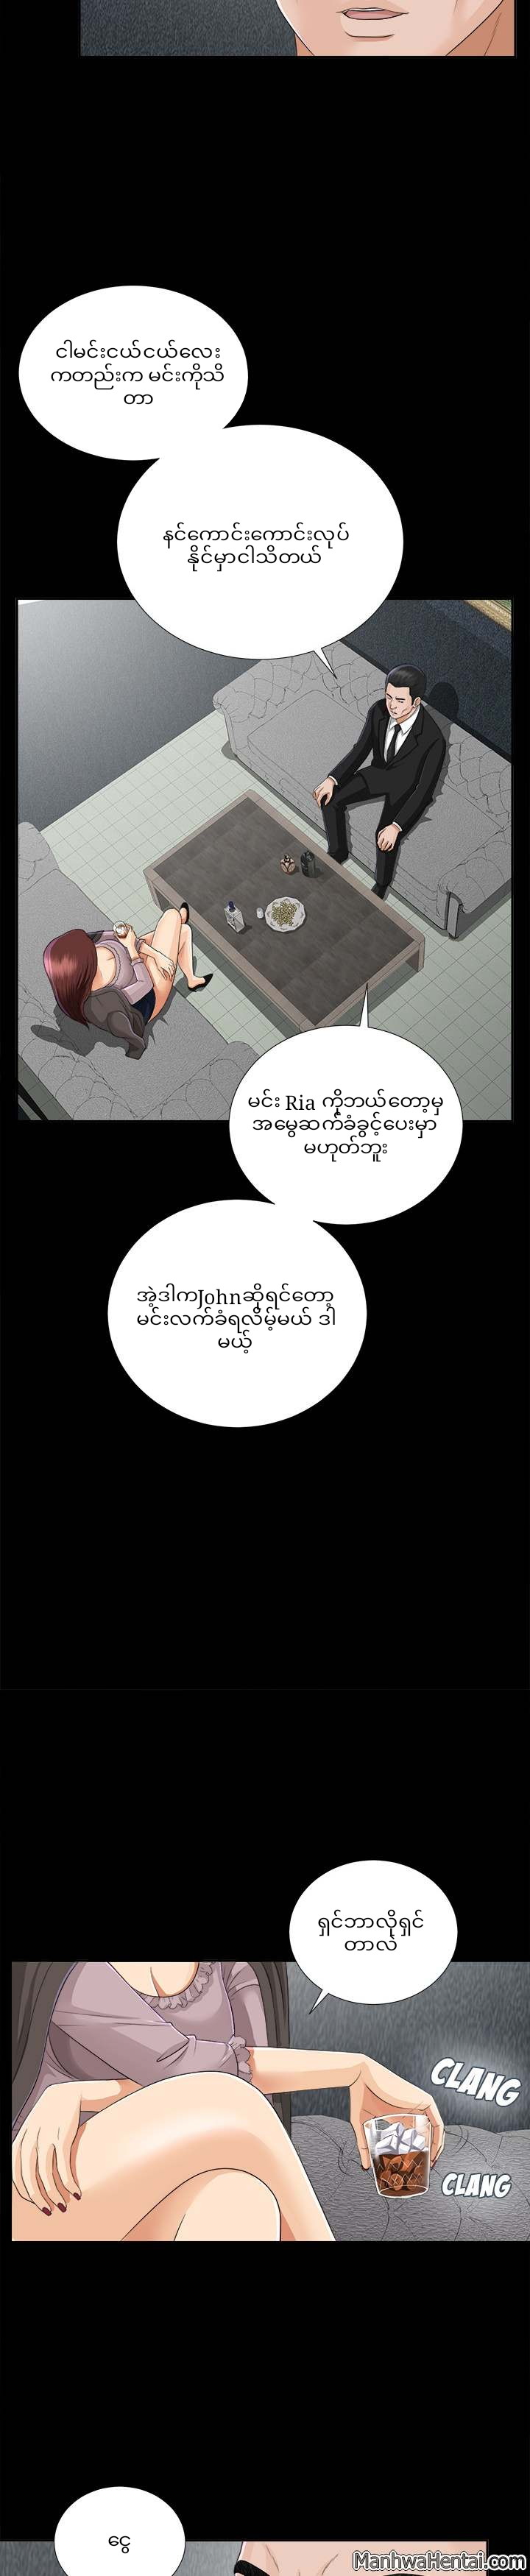 ငါမင်းငယ်ငယ်လေး
ကတည်းက မင်းကိုသိ
တာ
နင်ကောင်းကောင်းလုပ်
နိုင်မှာငါသိတယ်
မင်း Ria ကိုဘယ်တော့မှ
အမွေဆက်ခံခွင့်ပေးမှာ
မဟုတ်ဘူး
အဲ့ဒါကJohnဆိုရင်တော့
မင်းလက်ခံရလိမ့်မယ် ဒါ
မယ့်
ရှင်ဘာလိုရှင်
တာလဲ
CLANG
CLANG
ငွေ
ManhwaHentai.com